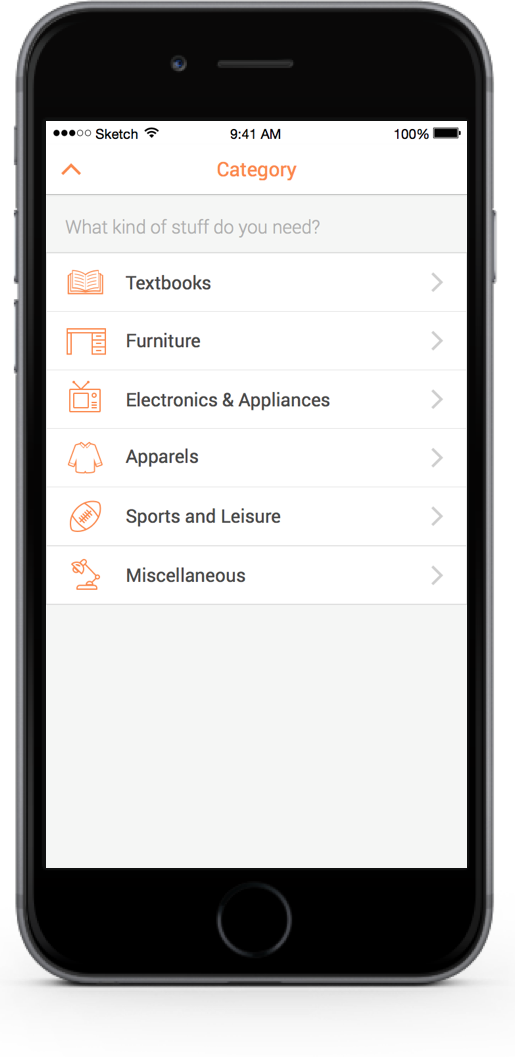 Sketch 9:41 AM 100%
Category
What kind of stuff do you need?
Textbooks
Furniture
Electronics & Appliances
Apparels
Sports and Leisure
Miscellaneous